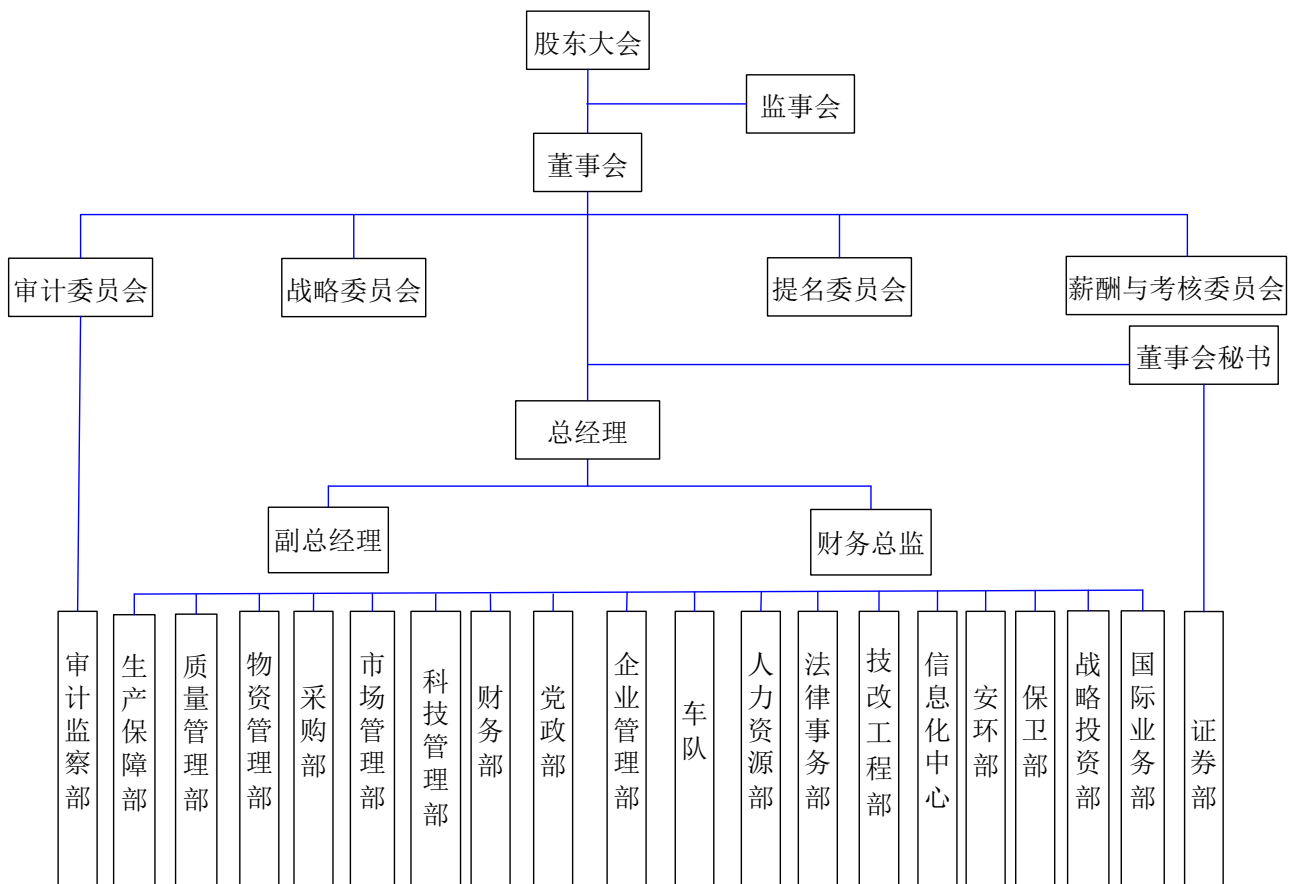 股东大会
监事会
董事会
审计委员会
战略委员会
提名委员会
薪酬与考核委员会
董事会秘书
总经理
副总经理
财务总监
审计监察部
生产保障部
质量管理部
物资管理部
采购部
市场管理部
科技管理部
财务部
党政部
企业管理部
车队
人力资源部
法律事务部
技改工程部
信息化中心
安环部
保卫部
战略投资部
国际业务部
证券部